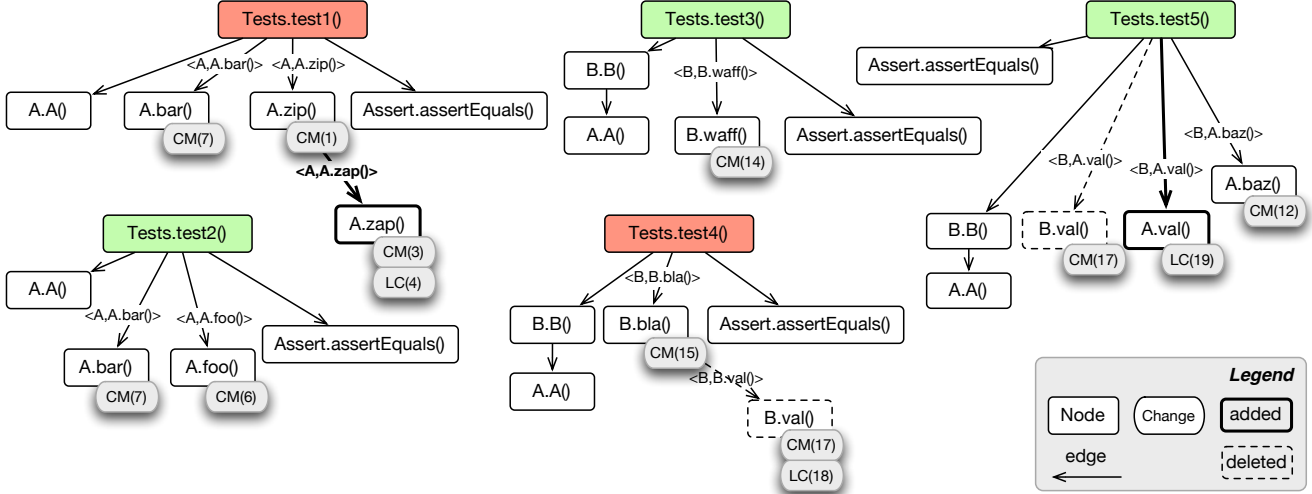 Tests.test1()
<A,A.bar()>
<A,A.zip()>
A.A()
A.bar()
CM(7)
A.zip()
CM(1)
Assert.assertEquals()
<A,A.zap()>
A.zap()
CM(3)
LC(4)
Tests.test2()
A.A()
<A,A.bar()>
<A,A.foo()>
Assert.assertEquals()
A.bar()
CM(7)
A.foo()
CM(6)
Tests.test3()
B.B()
<B,B.waff()>
A.A()
B.waff()
CM(14)
Assert.assertEquals()
Tests.test4()
<B,B.bla()>
B.B()
B.bla()
CM(15)
Assert.assertEquals()
A.A()
<B,B.val()>
B.val()
CM(17)
LC(18)
Tests.test5()
Assert.assertEquals()
<B,A.baz()>
<B,A.val()>
<B,A.val()>
A.baz()
CM(12)
B.B()
B.val()
CM(17)
A.val()
LC(19)
A.A()
Legend
Node
Change
added
edge
deleted